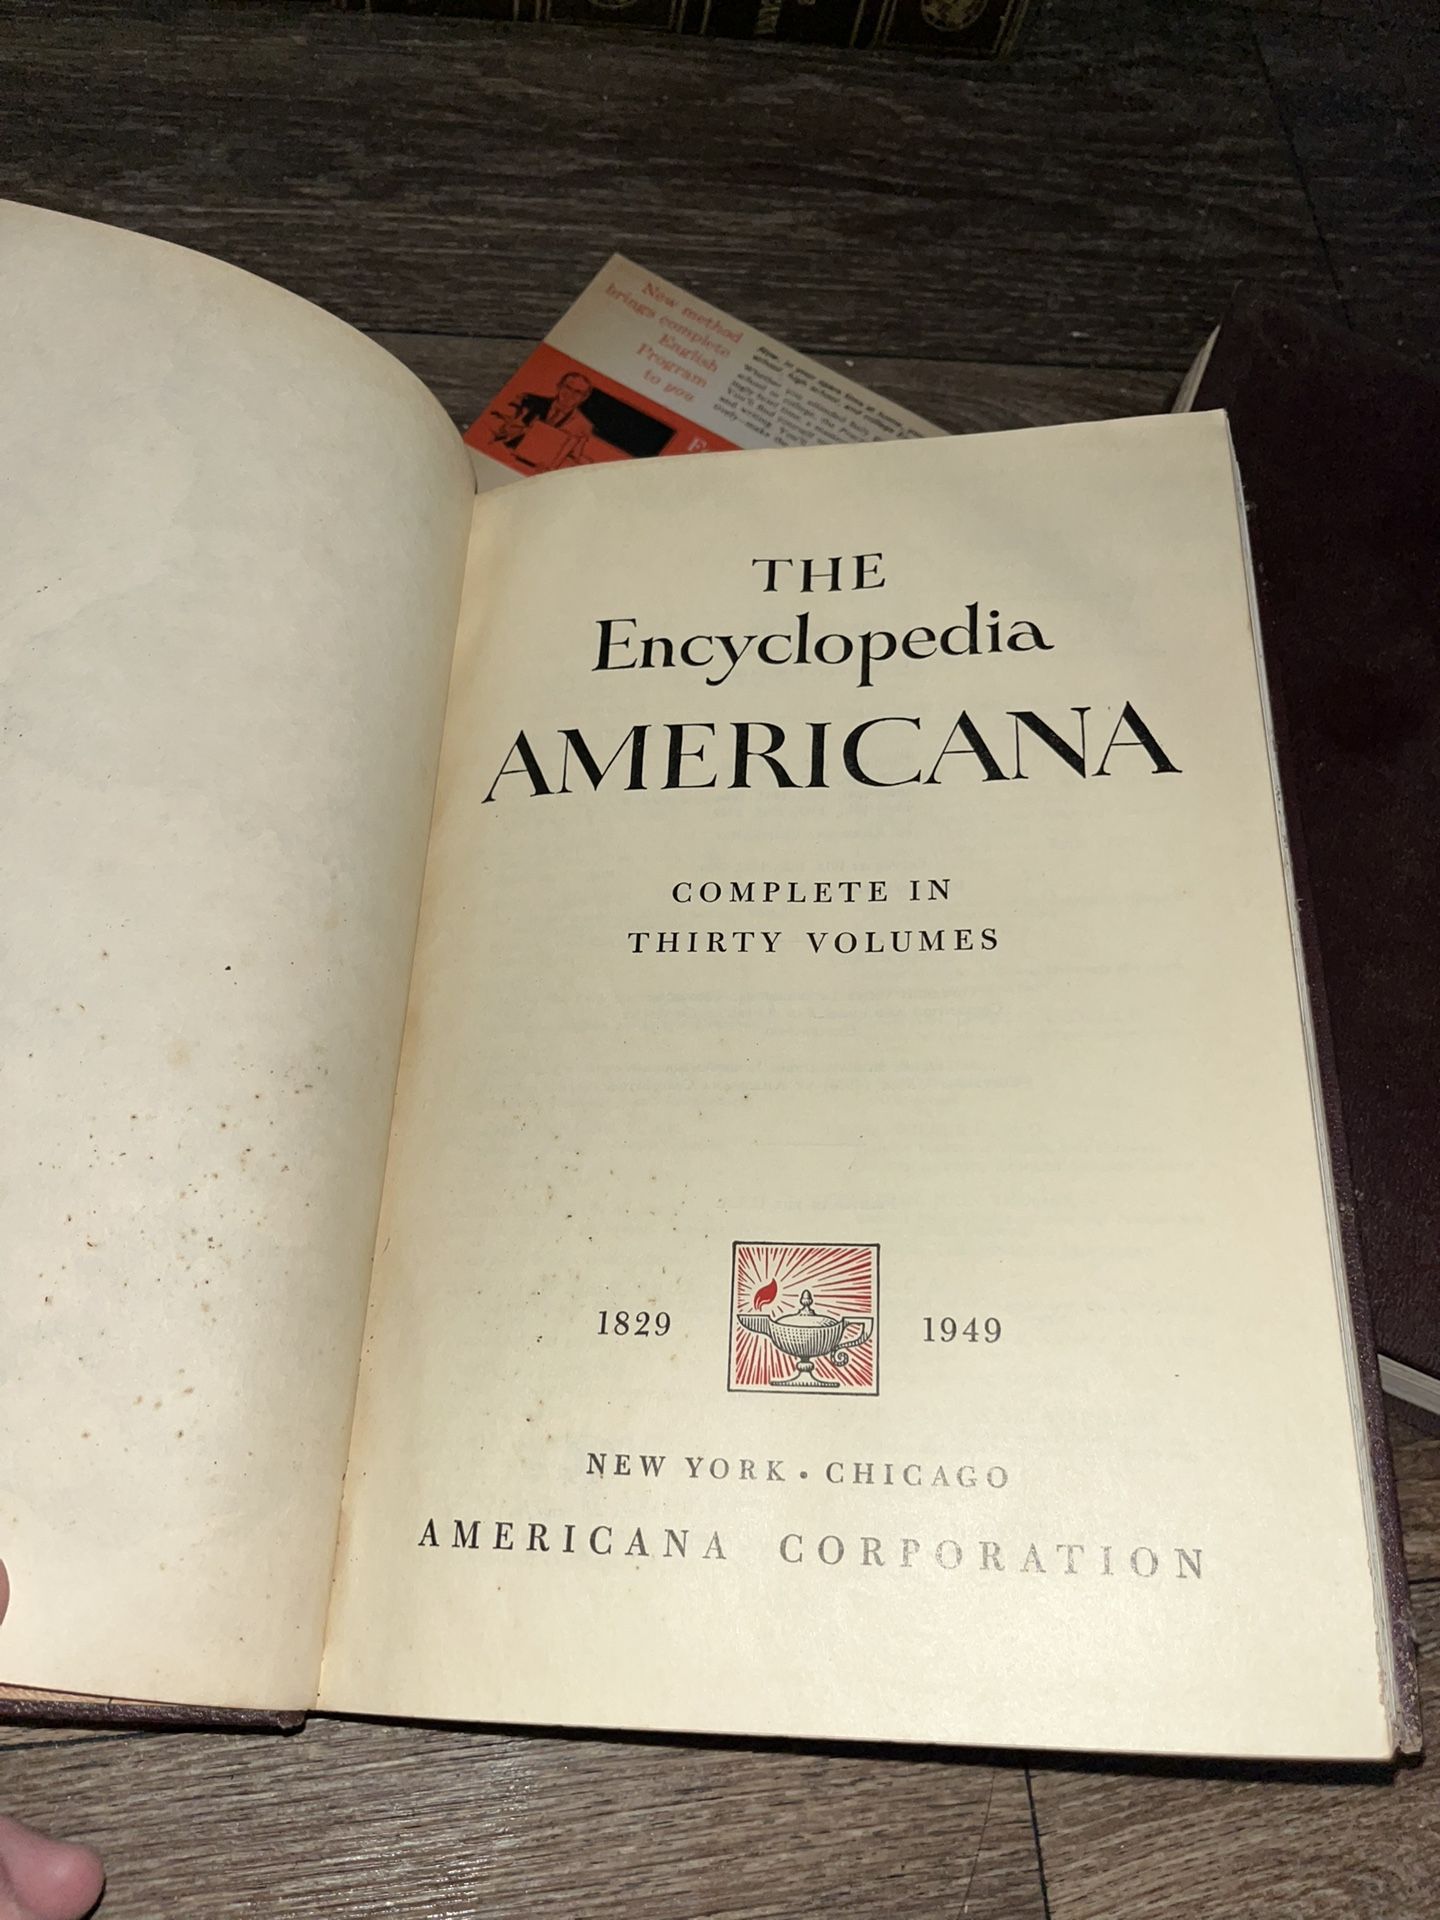 New method
brings complete
English
Program
to you
THE
Encyclopedia
AMERICANA
COMPLETE IN
THIRTY VOLUMES
1829 1949
NEW YORK • CHICAGO
AMERICANA CORPORATION